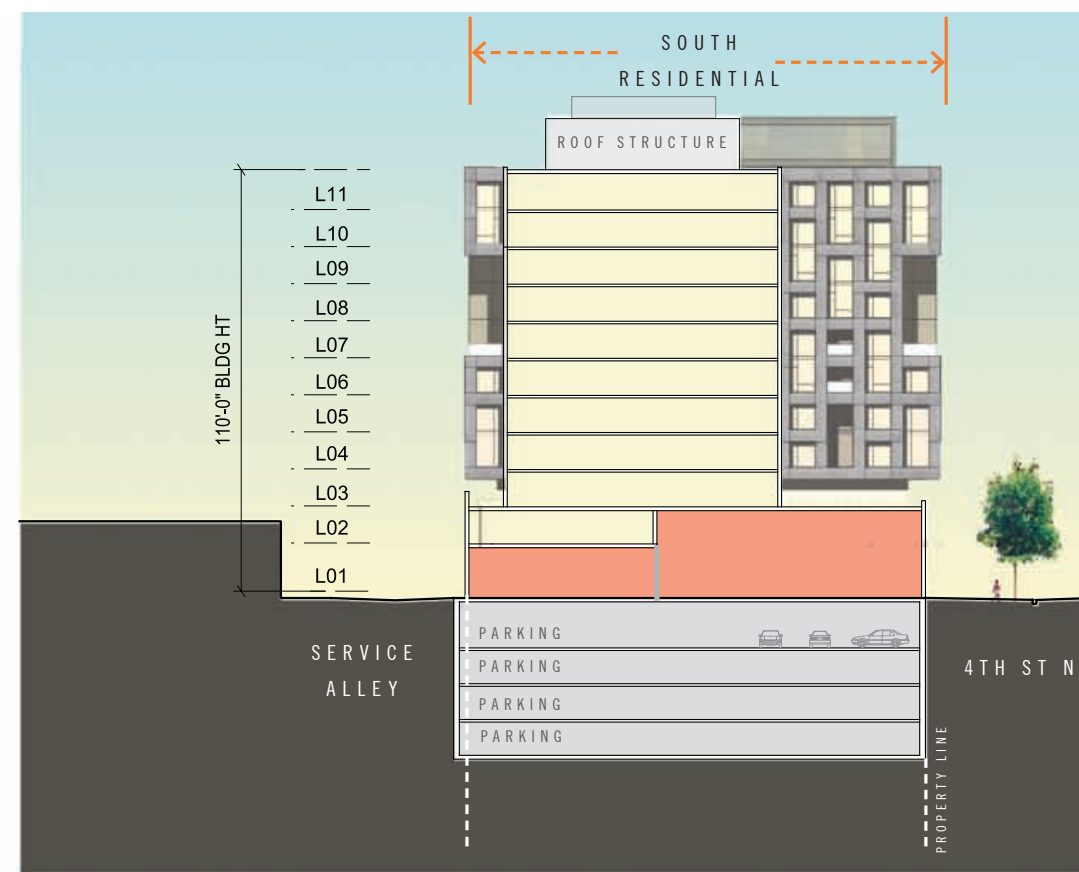 SOUTH
RESIDENTIAL
ROOF STRUCTURE
L11
L10
L09
L08
L07
L06
L05
L04
L03
L02
L01
110'-0" BLDG HT
SERVICE
ALLEY
PARKING
PARKING
PARKING
PARKING
4TH ST N
PROPERTY LINE